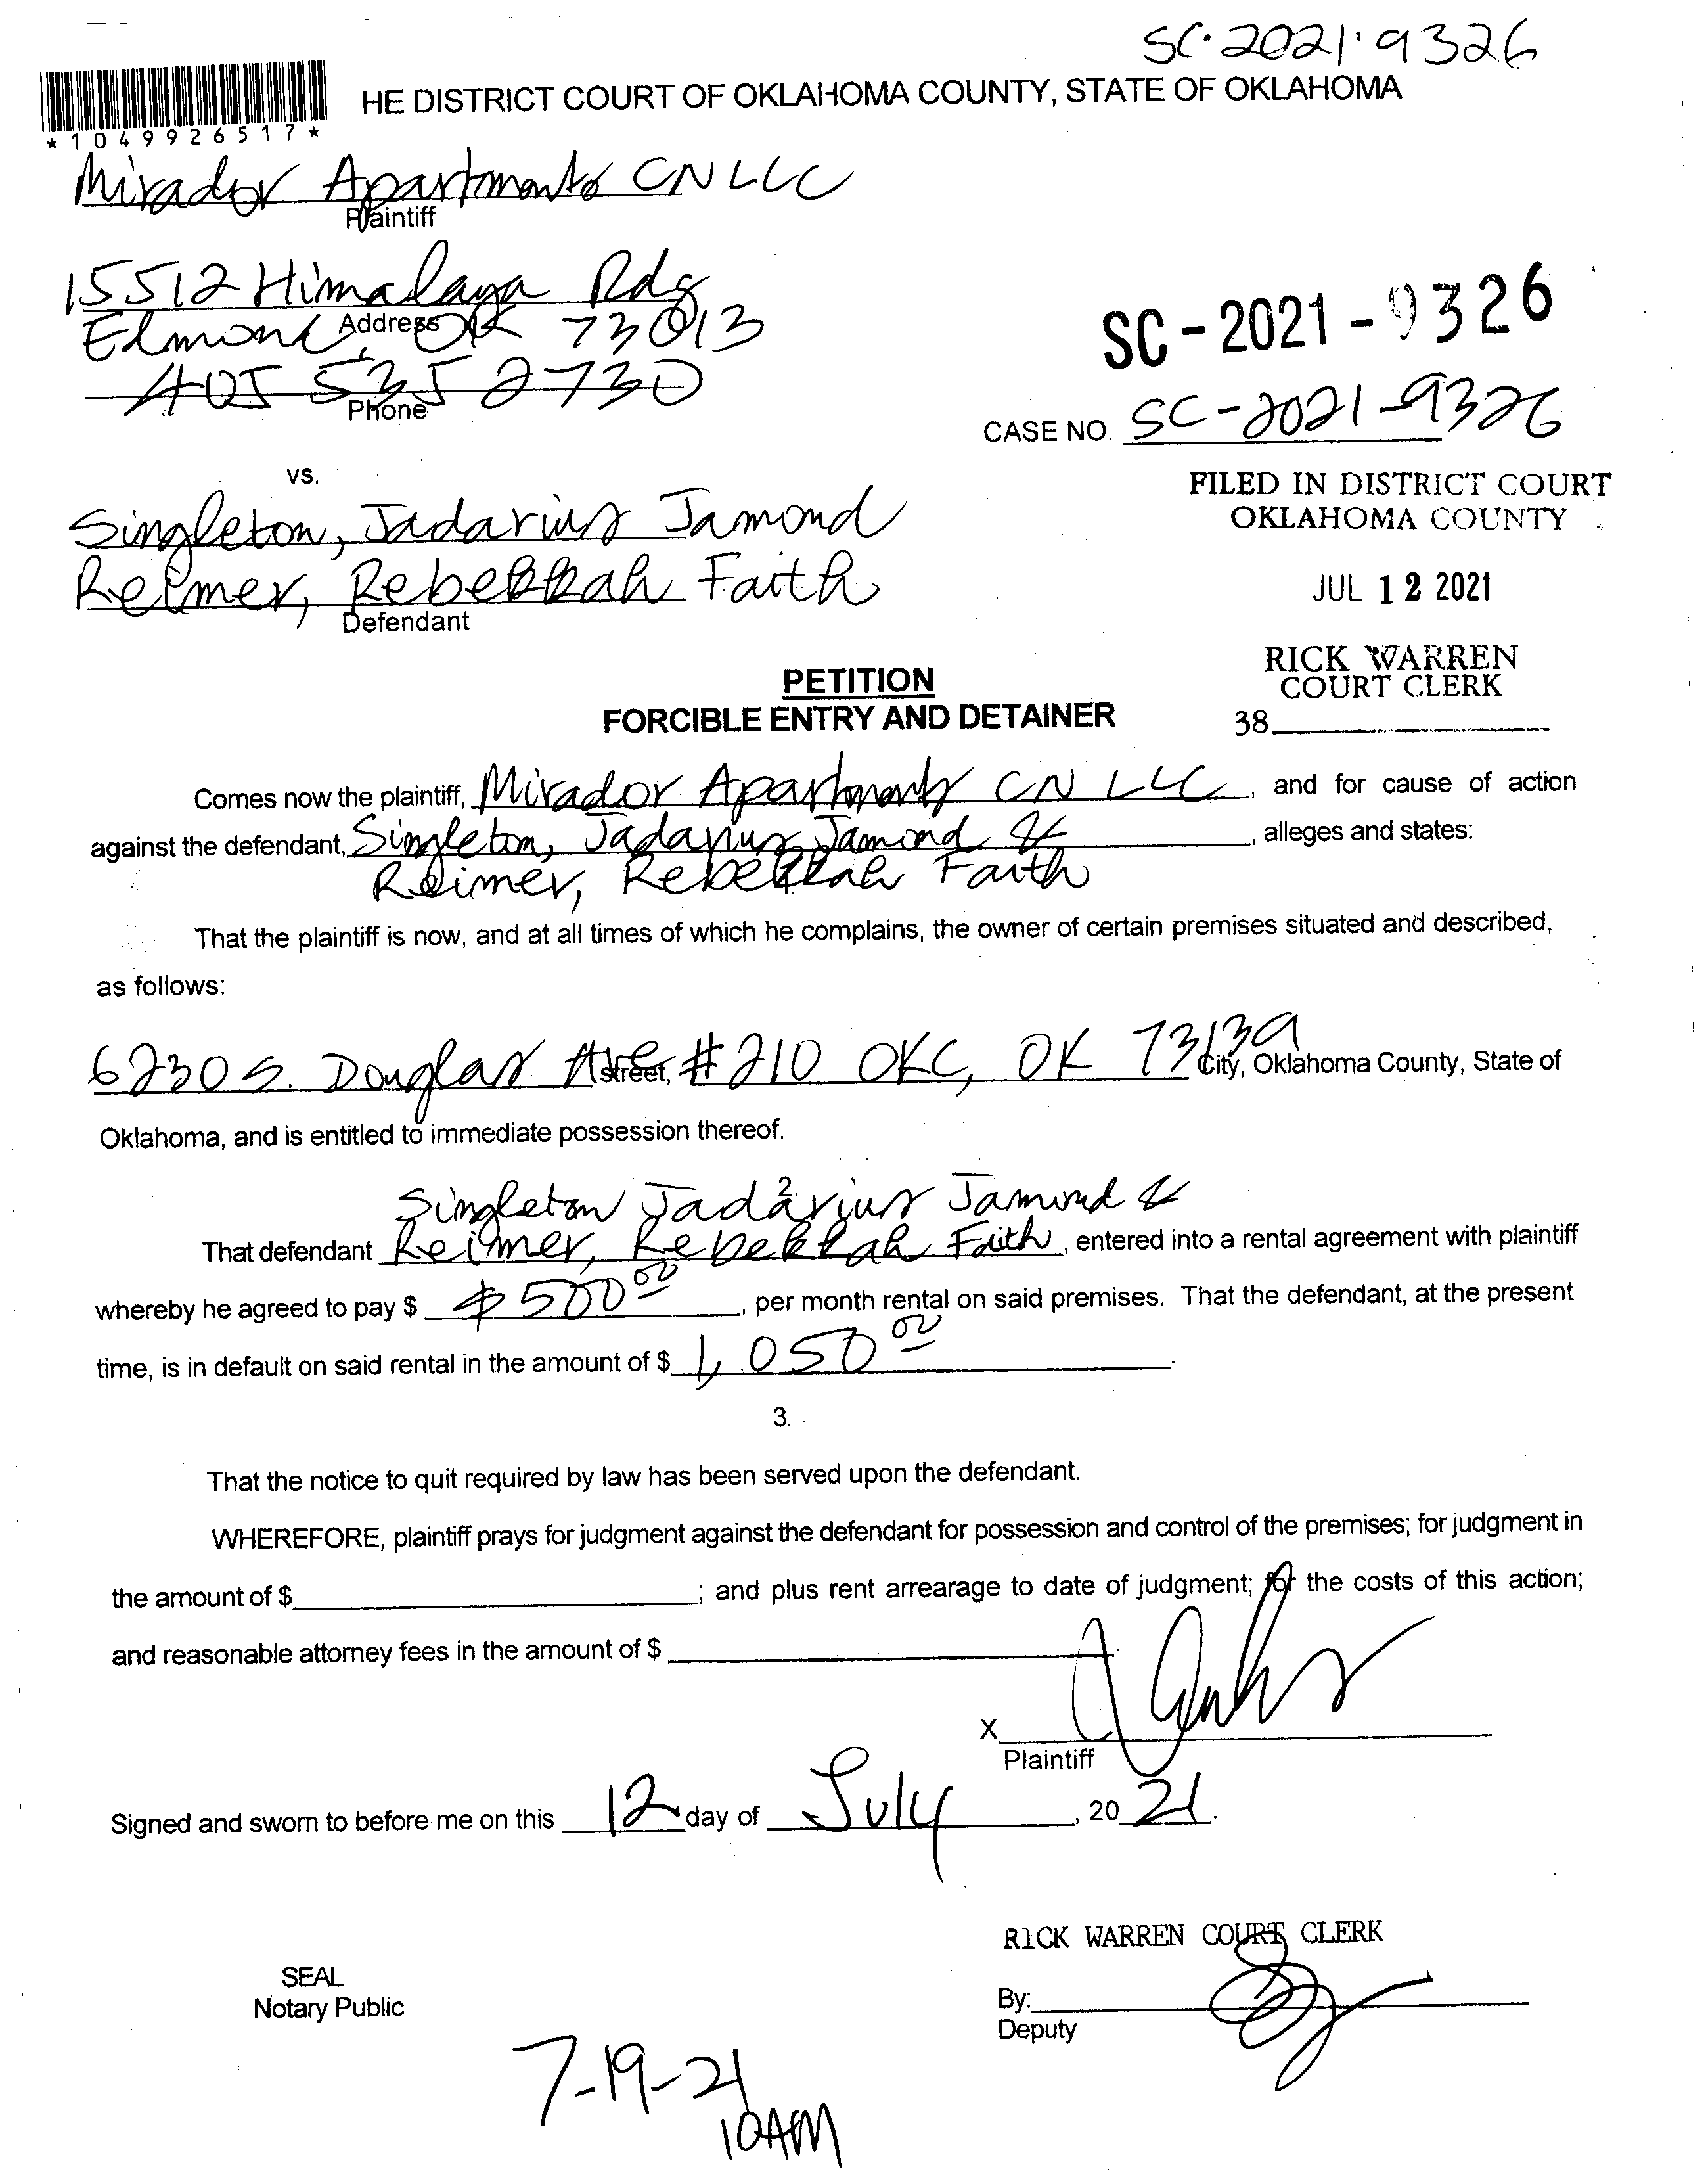 SC·2021·9326
*1049926517*
HE DISTRICT COURT OF OKLAHOMA COUNTY, STATE OF OKLAHOMA
Mirador Apartments CN LLC
Plaintiff
15512 Himalaya Rdg
Elmond, OK 73013
Address
405 535 2730
Phone
SC-2021-9326
CASE NO. SC-2021-9326
vs.
FILED IN DISTRICT COURT
OKLAHOMA COUNTY
Singleton, Jadarius Jamond
Reimer, Rebekkah Faith
Defendant
JUL 12 2021
RICK WARREN
COURT CLERK
38
PETITION
FORCIBLE ENTRY AND DETAINER
Comes now the plaintiff, Mirador Apartments CN LLC, and for cause of action
against the defendant, Singleton, Jadarius Jamond & , alleges and states:
Reimer, Rebekkah Faith
That the plaintiff is now, and at all times of which he complains, the owner of certain premises situated and described,
as follows:
6230 S. Douglas Ave Street, #210 OKC, OK 73139 City, Oklahoma County, State of
Oklahoma, and is entitled to immediate possession thereof.
2.
Singleton Jadarius Jamond &
That defendant Reimer, Rebekkah Faith, entered into a rental agreement with plaintiff
whereby he agreed to pay $ $500 00, per month rental on said premises. That the defendant, at the present
time, is in default on said rental in the amount of $ 1,050 00.
3.
That the notice to quit required by law has been served upon the defendant.
WHEREFORE, plaintiff prays for judgment against the defendant for possession and control of the premises; for judgment in
the amount of $ ; and plus rent arrearage to date of judgment; for the costs of this action;
and reasonable attorney fees in the amount of $
X
Plaintiff
Signed and sworn to before me on this 12 day of July, 20 21.
RICK WARREN COURT CLERK
SEAL
Notary Public
By:
Deputy
7-19-21
10AM